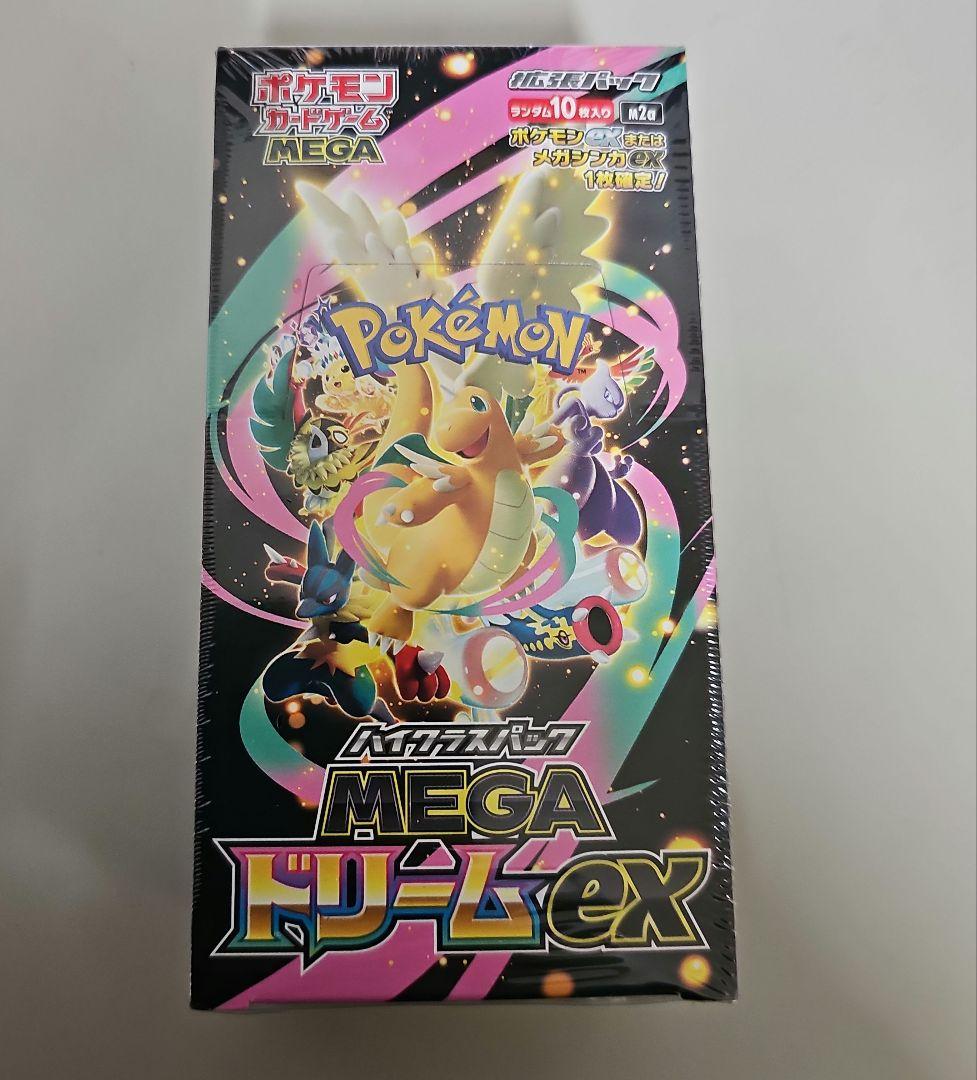 ポケモン
カードゲーム
MEGA
拡張パック
ランダム10枚入り
M2a
ポケモンexまたは
メガシンカex
1枚確定!
POKéMON
TM
ハイクラスパック
MEGA
ドリームex